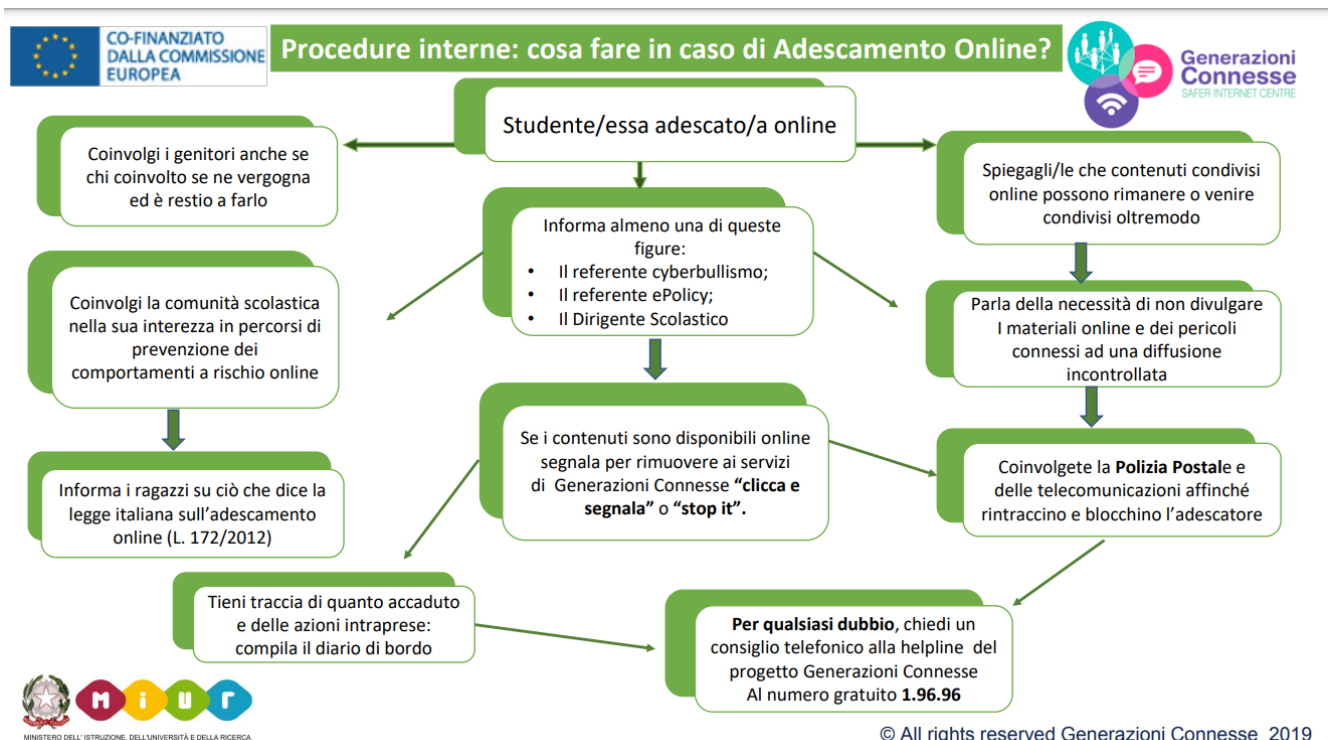 CO-FINANZIATO
DALLA COMMISSIONE
EUROPEA
Procedure interne: cosa fare in caso di Adescamento Online?
Generazioni
Connesse
SAFER INTERNET CENTRE
Studente/essa adescato/a online
Coinvolgi i genitori anche se
chi coinvolto se ne vergogna
ed è restio a farlo
Spiegagli/le che contenuti condivisi
online possono rimanere o venire
condivisi oltremodo
Informa almeno una di queste
figure:
• Il referente cyberbullismo;
• Il referente ePolicy;
• Il Dirigente Scolastico
Coinvolgi la comunità scolastica
nella sua interezza in percorsi di
prevenzione dei
comportamenti a rischio online
Parla della necessità di non divulgare
I materiali online e dei pericoli
connessi ad una diffusione
incontrollata
Se i contenuti sono disponibili online
segnala per rimuovere ai servizi
di Generazioni Connesse “clicca e
segnala” o “stop it”.
Informa i ragazzi su ciò che dice la
legge italiana sull’adescamento
online (L. 172/2012)
Coinvolgete la Polizia Postale e
delle telecomunicazioni affinché
rintraccino e blocchino l’adescatore
Tieni traccia di quanto accaduto
e delle azioni intraprese:
compila il diario di bordo
Per qualsiasi dubbio, chiedi un
consiglio telefonico alla helpline del
progetto Generazioni Connesse
Al numero gratuito 1.96.96
miur
MINISTERO DELL' ISTRUZIONE, DELL'UNIVERSITÀ E DELLA RICERCA
© All rights reserved Generazioni Connesse 2019